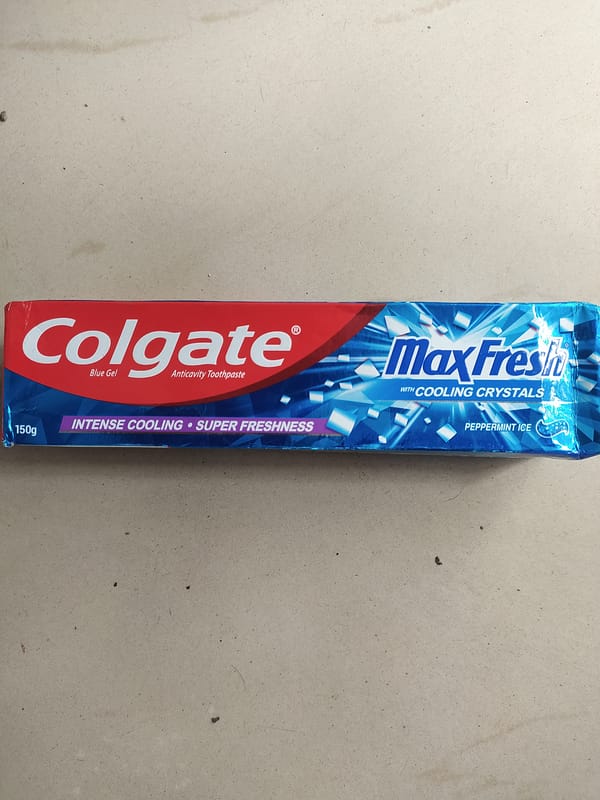 Colgate®
Blue Gel Anticavity Toothpaste
150g
INTENSE COOLING • SUPER FRESHNESS
MaxFresh
WITH COOLING CRYSTALS
PEPPERMINT ICE